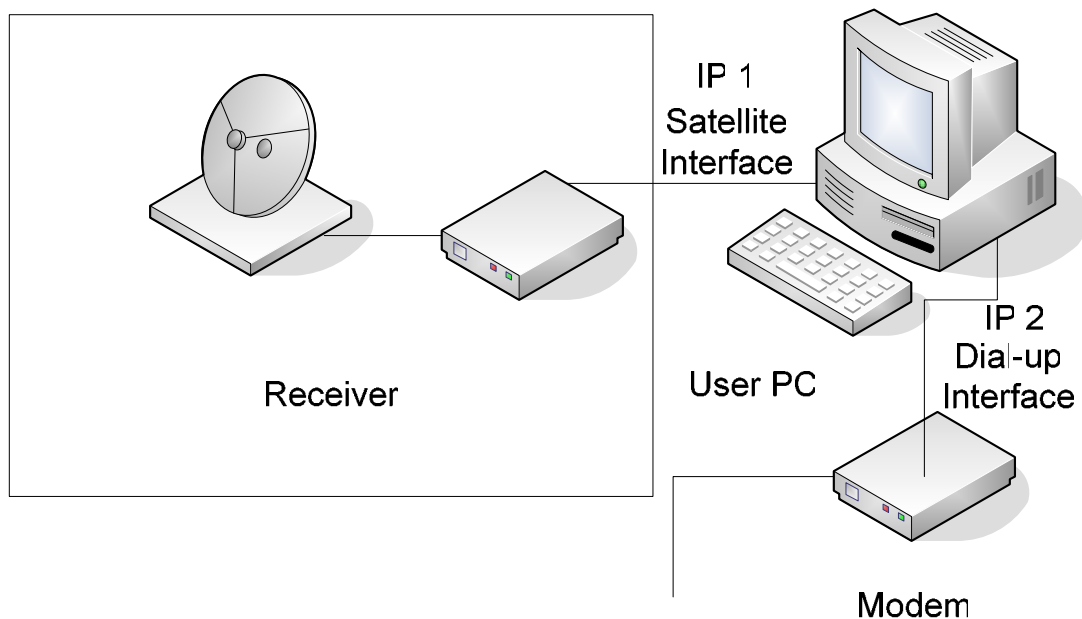 IP 1
Satellite
Interface
Receiver
User PC
IP 2
Dial-up
Interface
Modem